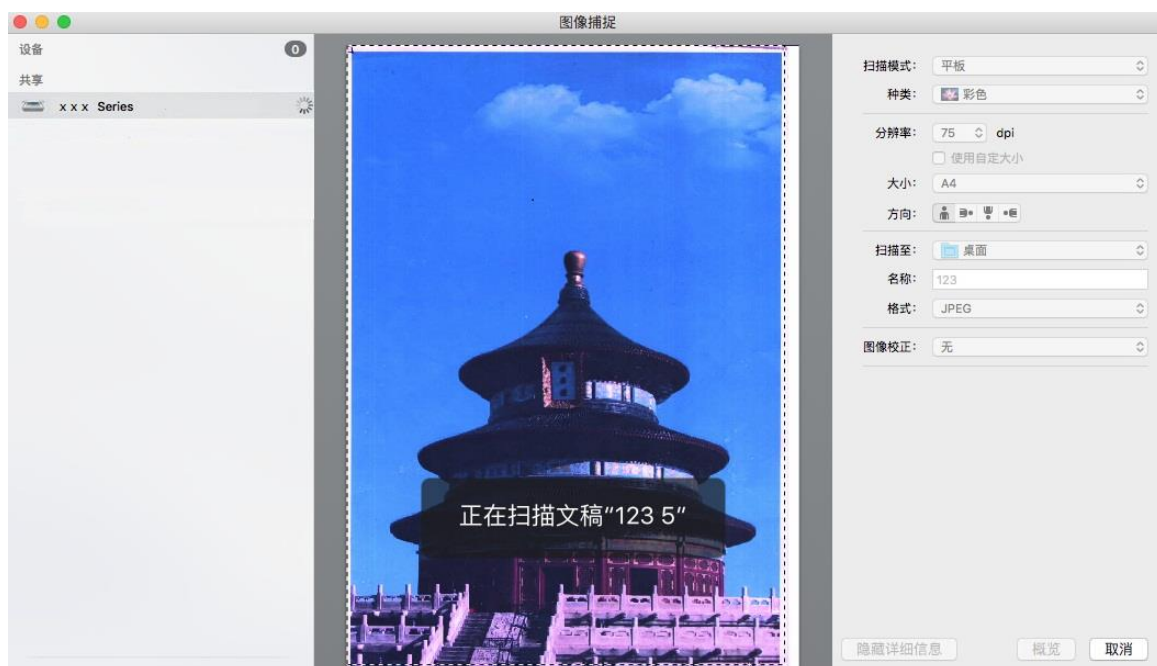 图像捕捉
设备 0
共享
x x x Series
正在扫描文稿“123 5”
扫描模式: 平板
种类: 彩色
分辨率: 75 dpi
使用自定大小
大小: A4
方向:
扫描至: 桌面
名称: 123
格式: JPEG
图像校正: 无
隐藏详细信息 概览 取消